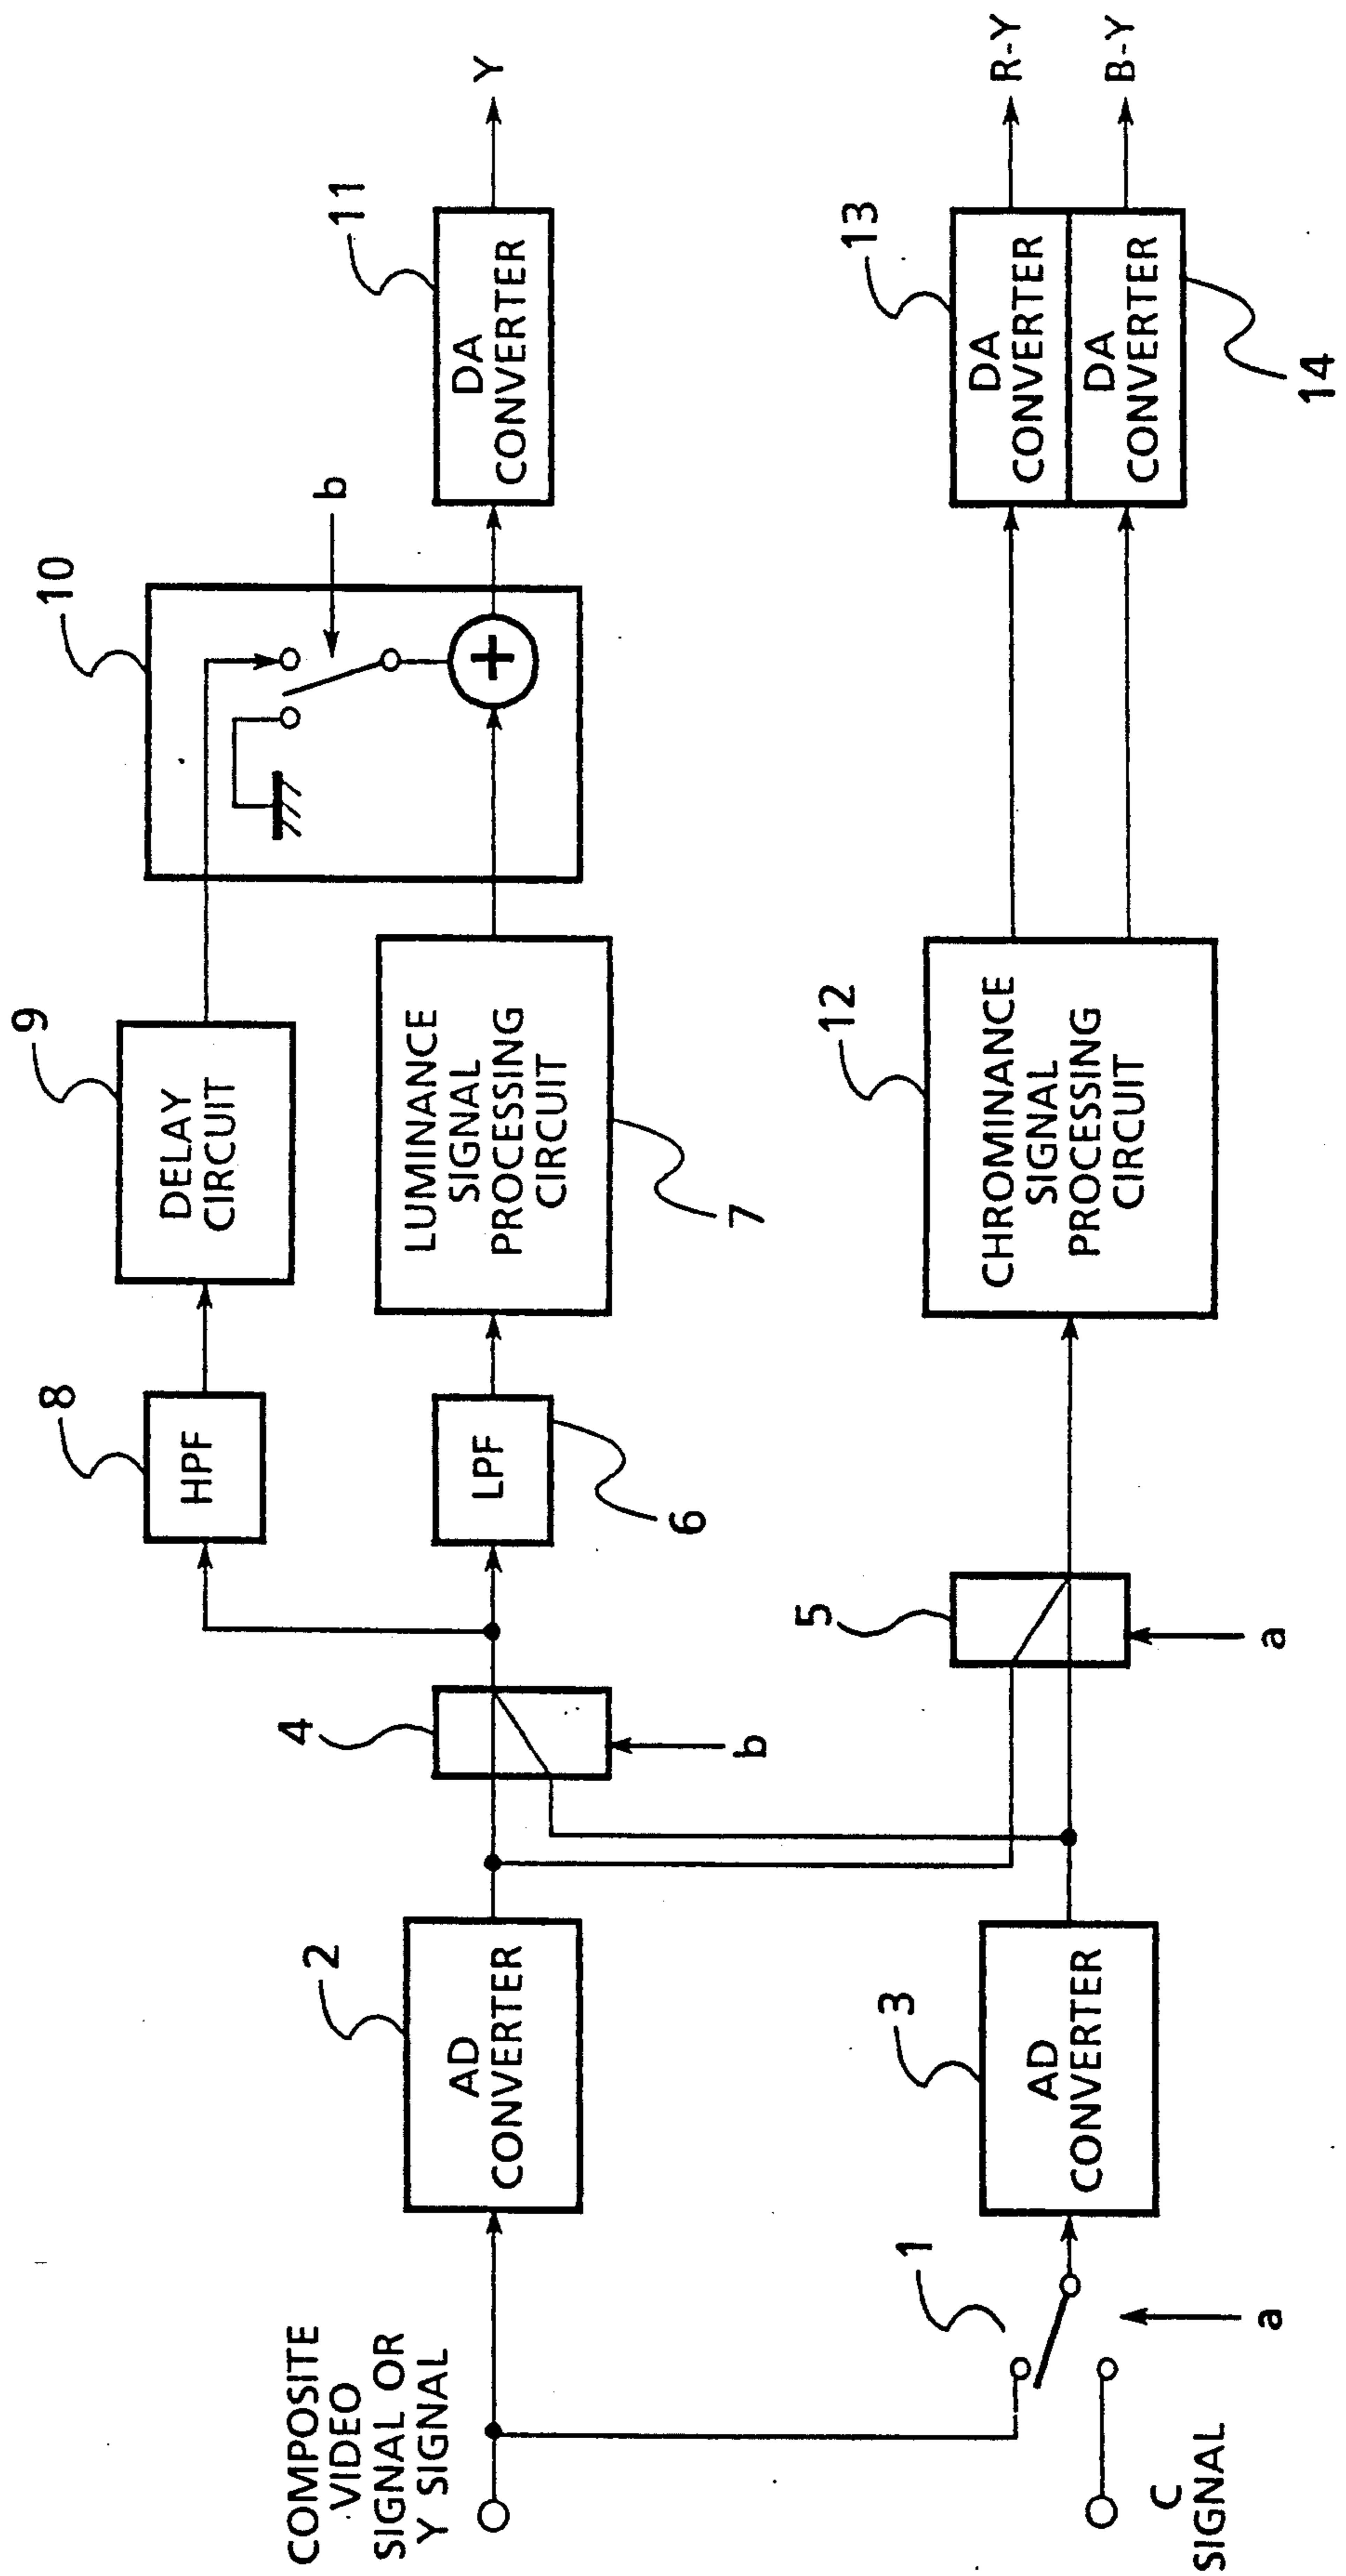 COMPOSITE
VIDEO
SIGNAL OR
Y SIGNAL
C
SIGNAL
1
a
2
AD
CONVERTER
3
AD
CONVERTER
4
b
5
a
8
HPF
LPF
6
9
DELAY
CIRCUIT
LUMINANCE
SIGNAL
PROCESSING
CIRCUIT
7
12
CHROMINANCE
SIGNAL
PROCESSING
CIRCUIT
10
b
+
11
DA
CONVERTER
Y
13
DA
CONVERTER
DA
CONVERTER
14
R-Y
B-Y